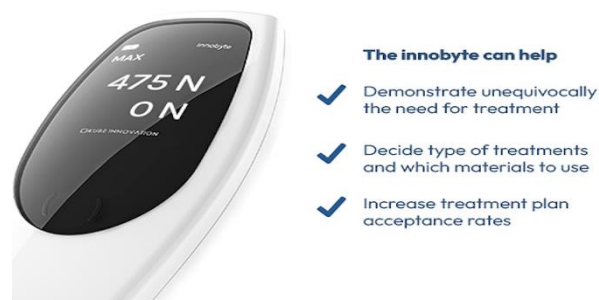 innobyte
MAX
475 N
0 N
KUBE INNOVATION
The innobyte can help
Demonstrate unequivocally
the need for treatment
Decide type of treatments
and which materials to use
Increase treatment plan
acceptance rates